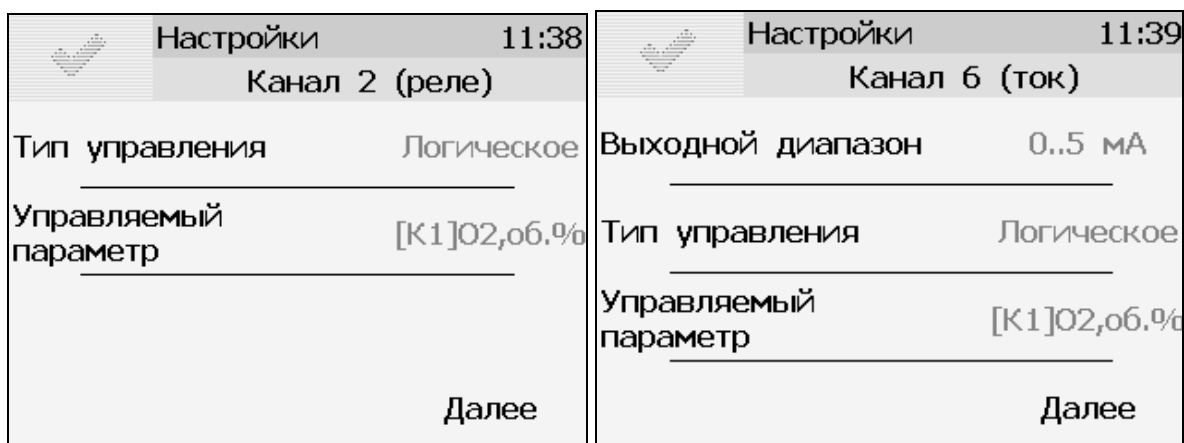 Настройки 11:38
Канал 2 (реле)
Тип управления Логическое
Управляемый
параметр [К1]О2,об.%
Далее
Настройки 11:39
Канал 6 (ток)
Выходной диапазон 0..5 мА
Тип управления Логическое
Управляемый
параметр [К1]О2,об.%
Далее